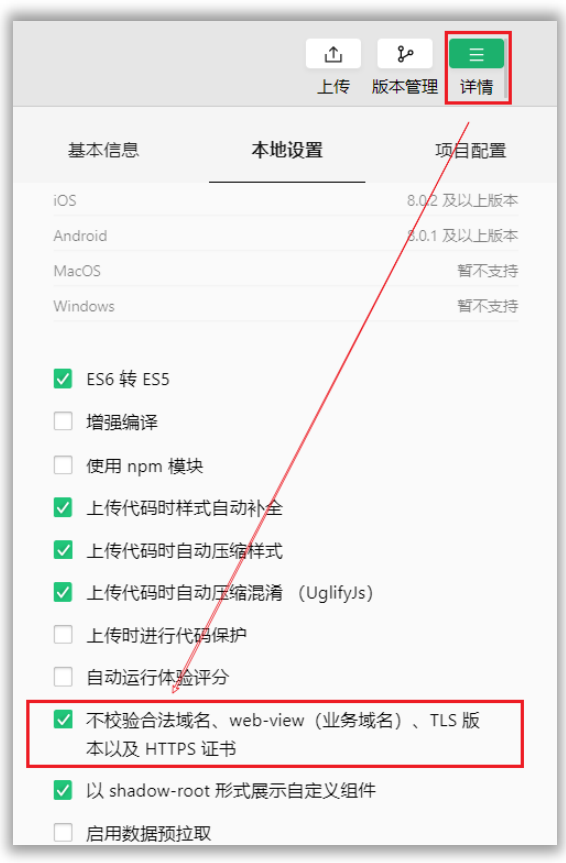 上传 版本管理 详情
基本信息 本地设置 项目配置
iOS 8.0.2 及以上版本
Android 8.0.1 及以上版本
MacOS 暂不支持
Windows 暂不支持
ES6 转 ES5
增强编译
使用 npm 模块
上传代码时样式自动补全
上传代码时自动压缩样式
上传代码时自动压缩混淆 （UglifyJs）
上传时进行代码保护
自动运行体验评分
不校验合法域名、web-view（业务域名）、TLS 版
本以及 HTTPS 证书
以 shadow-root 形式展示自定义组件
启用数据预拉取